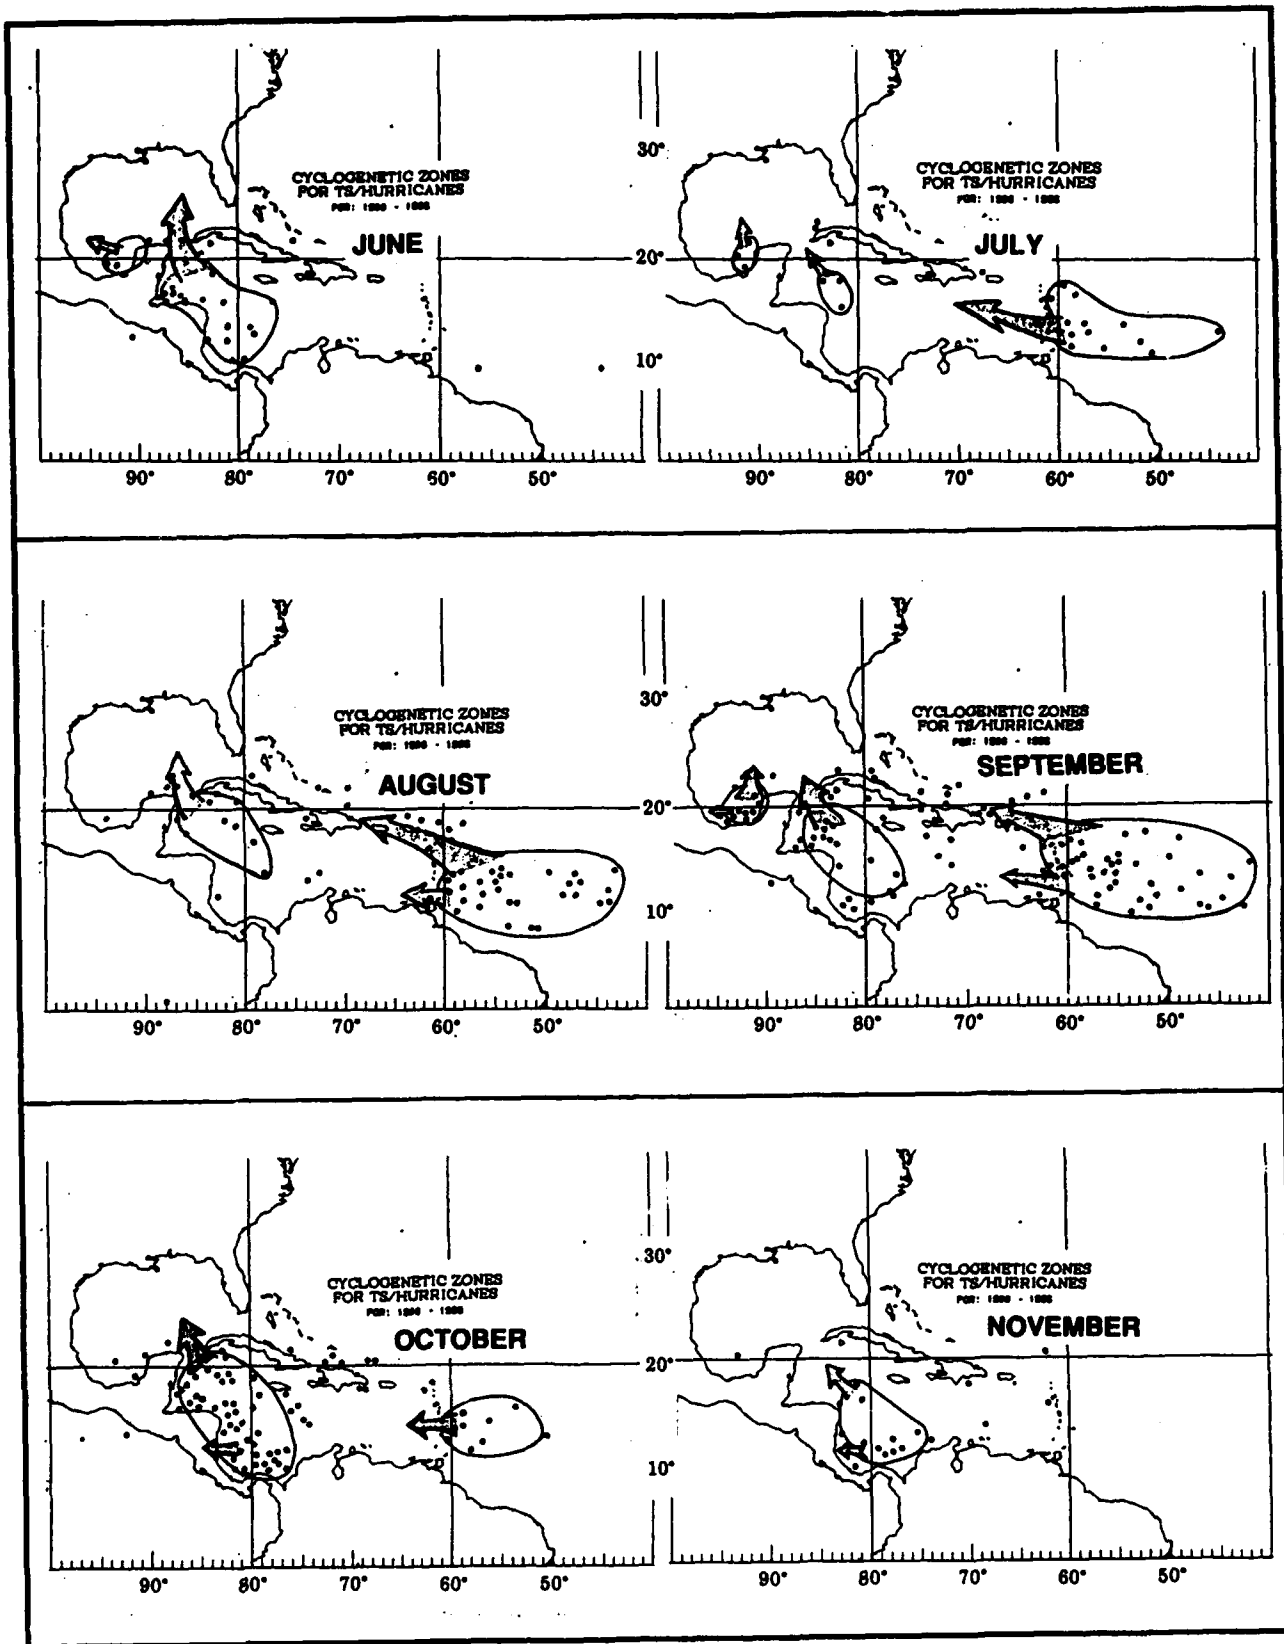 CYCLOGENETIC ZONES
FOR TS/HURRICANES
JUNE
90° 80° 70° 60° 50°
CYCLOGENETIC ZONES
FOR TS/HURRICANES
JULY
30°
20°
10°
90° 80° 70° 60° 50°
CYCLOGENETIC ZONES
FOR TS/HURRICANES
AUGUST
90° 80° 70° 60° 50°
CYCLOGENETIC ZONES
FOR TS/HURRICANES
SEPTEMBER
30°
20°
10°
90° 80° 70° 60° 50°
CYCLOGENETIC ZONES
FOR TS/HURRICANES
OCTOBER
90° 80° 70° 60° 50°
CYCLOGENETIC ZONES
FOR TS/HURRICANES
NOVEMBER
30°
20°
10°
90° 80° 70° 60° 50°